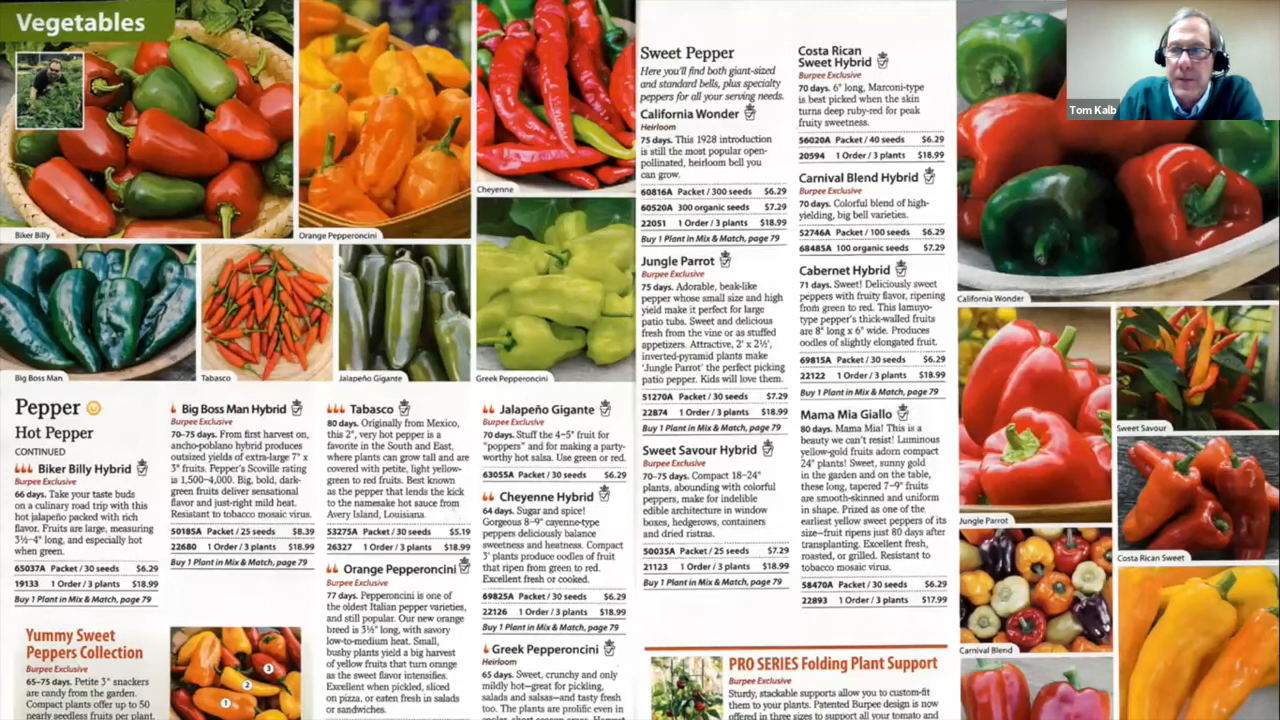 Vegetables
Biker Billy
Orange Pepperoncini
Cheyenne
Big Boss Man
Tabasco
Jalapeño Gigante
Greek Pepperoncini
Pepper
Hot Pepper
CONTINUED
Biker Billy Hybrid
Burpee Exclusive
66 days. Take your taste buds
on a culinary road trip with this
hot jalapeño packed with rich
flavor. Fruits are large, measuring
3½–4" long, and especially hot
when green.
65037A Packet / 30 seeds $6.29
19133 1 Order / 3 plants $18.99
Buy 1 Plant in Mix & Match, page 79
Yummy Sweet
Peppers Collection
Burpee Exclusive
65–75 days. Petite 3" snackers
are candy from the garden.
Compact plants offer up to 50
nearly seedless fruits per plant.
Big Boss Man Hybrid
Burpee Exclusive
70–75 days. From first harvest on,
ancho-poblano hybrid produces
outsized yields of extra-large 7" x
3" fruits. Pepper's Scoville rating
is 1,500–4,000. Big, bold, dark-
green fruits deliver sensational
flavor and just-right mild heat.
Resistant to tobacco mosaic virus.
50185A Packet / 25 seeds $8.39
22680 1 Order / 3 plants $18.99
Buy 1 Plant in Mix & Match, page 79
3
2
1
Tabasco
80 days. Originally from Mexico,
this 2", very hot pepper is a
favorite in the South and East,
where plants can grow tall and are
covered with petite, light yellow-
green to red fruits. Best known
as the pepper that lends the kick
to the namesake hot sauce from
Avery Island, Louisiana.
53275A Packet / 30 seeds $5.19
26327 1 Order / 3 plants $18.99
Orange Pepperoncini
Burpee Exclusive
77 days. Pepperoncini is one of
the oldest Italian pepper varieties,
and still popular. Our new orange
breed is 3½" long, with savory
low-to-medium heat. Small,
bushy plants yield a big harvest
of yellow fruits that turn orange
as the sweet flavor intensifies.
Excellent when pickled, sliced
on pizza, or eaten fresh in salads
or sandwiches.
Jalapeño Gigante
Burpee Exclusive
70 days. Stuff the 4–5" fruit for
"poppers" and for making a party-
worthy hot salsa. Use green or red.
63055A Packet / 30 seeds $6.29
Cheyenne Hybrid
64 days. Sugar and spice!
Gorgeous 8–9" cayenne-type
peppers deliciously balance
sweetness and heatness. Compact
3' plants produce oodles of fruit
that ripen from green to red.
Excellent fresh or cooked.
69825A Packet / 30 seeds $6.29
22126 1 Order / 3 plants $18.99
Buy 1 Plant in Mix & Match, page 79
Greek Pepperoncini
Heirloom
65 days. Sweet, crunchy and only
mildly hot—great for pickling,
salads and salsas—and tasty fresh
too. The plants are prolific even in
Sweet Pepper
Here you'll find both giant-sized
and standard bells, plus specialty
peppers for all your serving needs.
California Wonder
Heirloom
75 days. This 1928 introduction
is still the most popular open-
pollinated, heirloom bell you
can grow.
60816A Packet / 300 seeds $6.29
60520A 300 organic seeds $7.29
22051 1 Order / 3 plants $18.99
Buy 1 Plant in Mix & Match, page 79
Jungle Parrot
Burpee Exclusive
75 days. Adorable, beak-like
pepper whose small size and high
yield make it perfect for large
patio tubs. Sweet and delicious
fresh from the vine or as stuffed
appetizers. Attractive, 2' x 2½',
inverted-pyramid plants make
'Jungle Parrot' the perfect picking
patio pepper. Kids will love them.
51270A Packet / 30 seeds $7.29
22874 1 Order / 3 plants $18.99
Buy 1 Plant in Mix & Match, page 79
Sweet Savour Hybrid
Burpee Exclusive
70–75 days. Compact 18–24"
plants, abounding with colorful
peppers, make for indelible
edible architecture in window
boxes, hedgerows, containers
and dried ristras.
50035A Packet / 25 seeds $7.29
21123 1 Order / 3 plants $18.99
Buy 1 Plant in Mix & Match, page 79
Costa Rican
Sweet Hybrid
Burpee Exclusive
70 days. 6" long, Marconi-type
is best picked when the skin
turns deep ruby-red for peak
fruity sweetness.
56020A Packet / 40 seeds $6.29
20594 1 Order / 3 plants $18.99
Carnival Blend Hybrid
Burpee Exclusive
70 days. Colorful blend of high-
yielding, big bell varieties.
52746A Packet / 100 seeds $6.29
68485A 100 organic seeds $7.29
Cabernet Hybrid
71 days. Sweet! Deliciously sweet
peppers with fruity flavor, ripening
from green to red. This lamuyo-
type pepper's thick-walled fruits
are 8" long x 6" wide. Produces
oodles of slightly elongated fruit.
69815A Packet / 30 seeds $6.29
22122 1 Order / 3 plants $18.99
Buy 1 Plant in Mix & Match, page 79
Mama Mia Giallo
80 days. Mama Mia! This is a
beauty we can't resist! Luminous
yellow-gold fruits adorn compact
24" plants! Sweet, sunny gold
in the garden and on the table,
these long, tapered 7–9" fruits
are smooth-skinned and uniform
in shape. Prized as one of the
earliest yellow sweet peppers of its
size—fruit ripens just 80 days after
transplanting. Excellent fresh,
roasted, or grilled. Resistant to
tobacco mosaic virus.
58470A Packet / 30 seeds $6.29
22893 1 Order / 3 plants $17.99
PRO SERIES Folding Plant Support
Burpee Exclusive
Sturdy, stackable supports allow you to custom-fit
them to your plants. Patented Burpee design is now
offered in three sizes to support all your tomato and
Tom Kalb
California Wonder
Jungle Parrot
Sweet Savour
Costa Rican Sweet
Carnival Blend